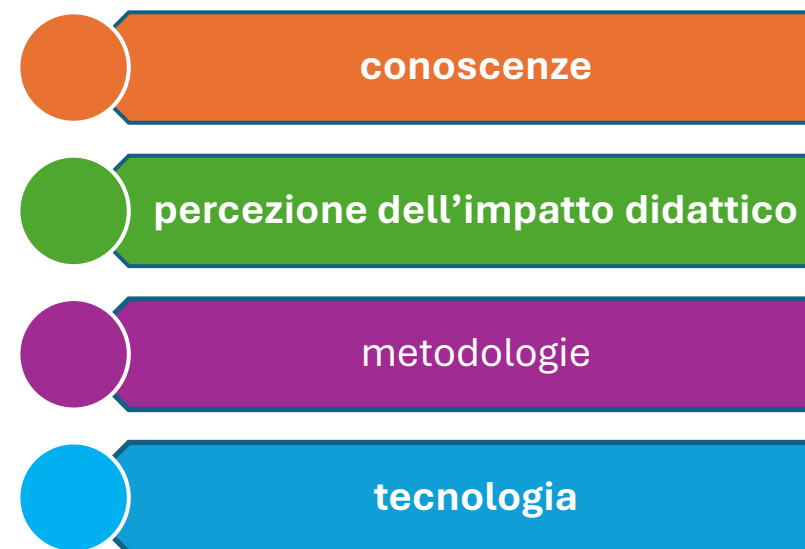 conoscenze
percezione dell’impatto didattico
metodologie
tecnologia